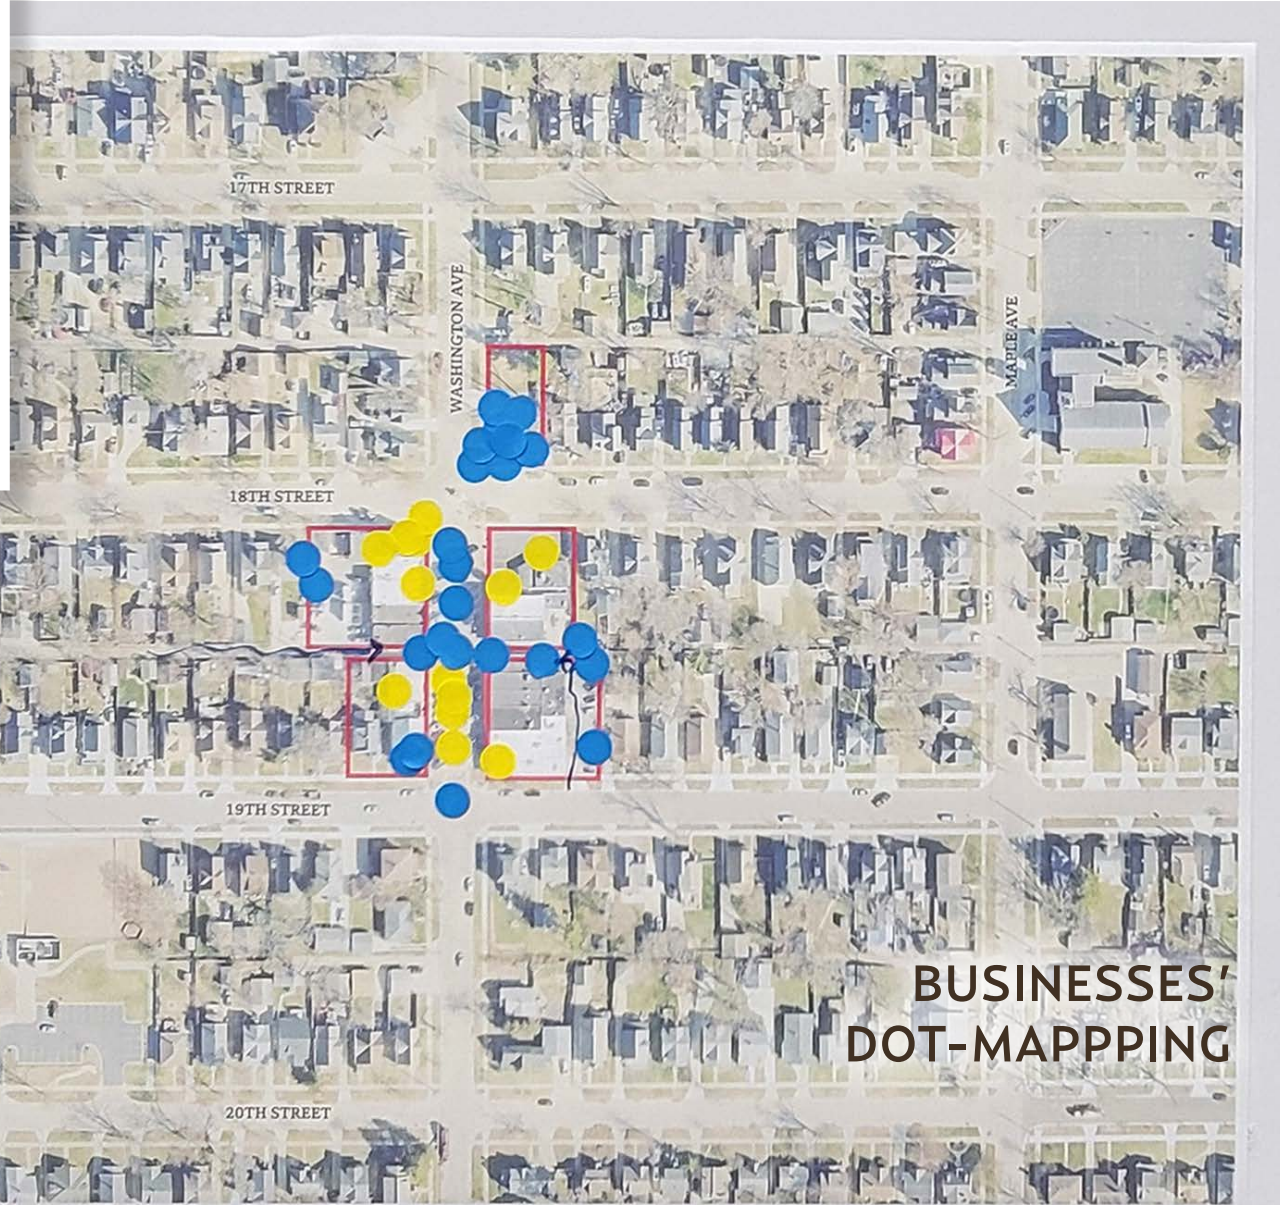 17TH STREET
WASHINGTON AVE
MAPLE AVE
18TH STREET
19TH STREET
BUSINESSES’
DOT-MAPPPING
20TH STREET